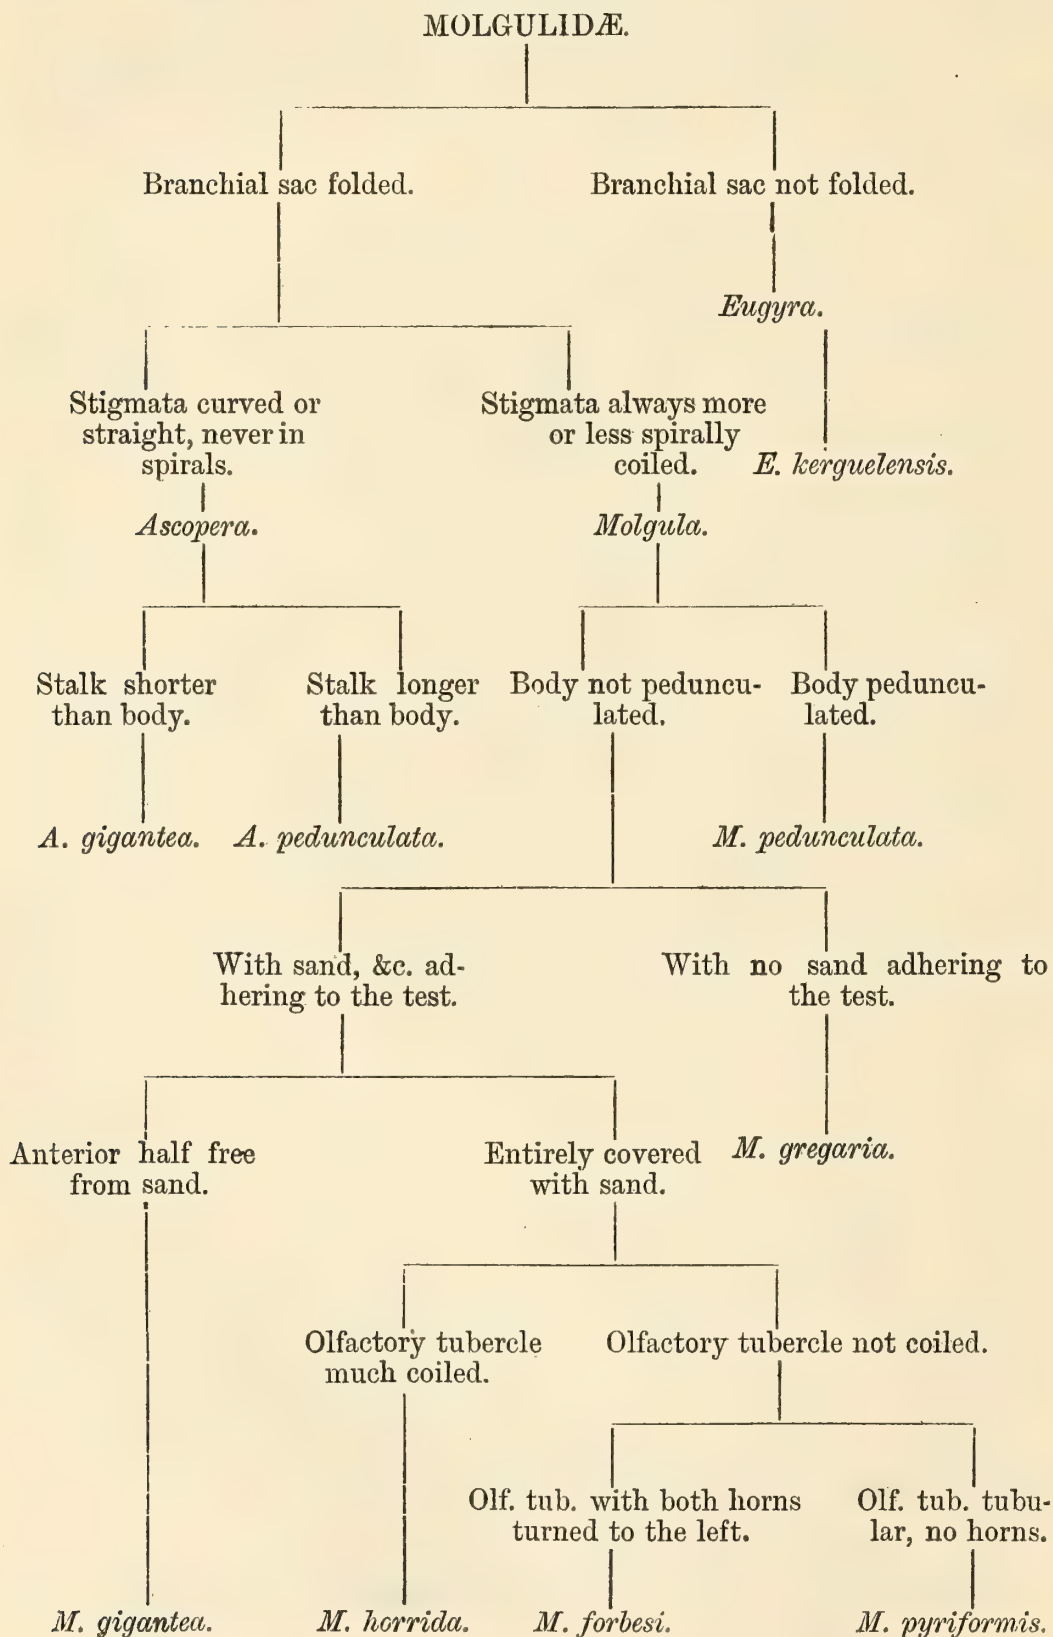 MOLGULIDÆ.
Branchial sac folded.
Branchial sac not folded.
Eugyra.
Stigmata curved or
straight, never in
spirals.
Stigmata always more
or less spirally
coiled.
E. kerguelensis.
Ascopera.
Molgula.
Stalk shorter
than body.
Stalk longer
than body.
Body not peduncu-
lated.
Body peduncu-
lated.
A. gigantea.
A. pedunculata.
M. pedunculata.
With sand, &c. ad-
hering to the test.
With no sand adhering to
the test.
Anterior half free
from sand.
Entirely covered
with sand.
M. gregaria.
Olfactory tubercle
much coiled.
Olfactory tubercle not coiled.
Olf. tub. with both horns
turned to the left.
Olf. tub. tubu-
lar, no horns.
M. gigantea.
M. horrida.
M. forbesi.
M. pyriformis.